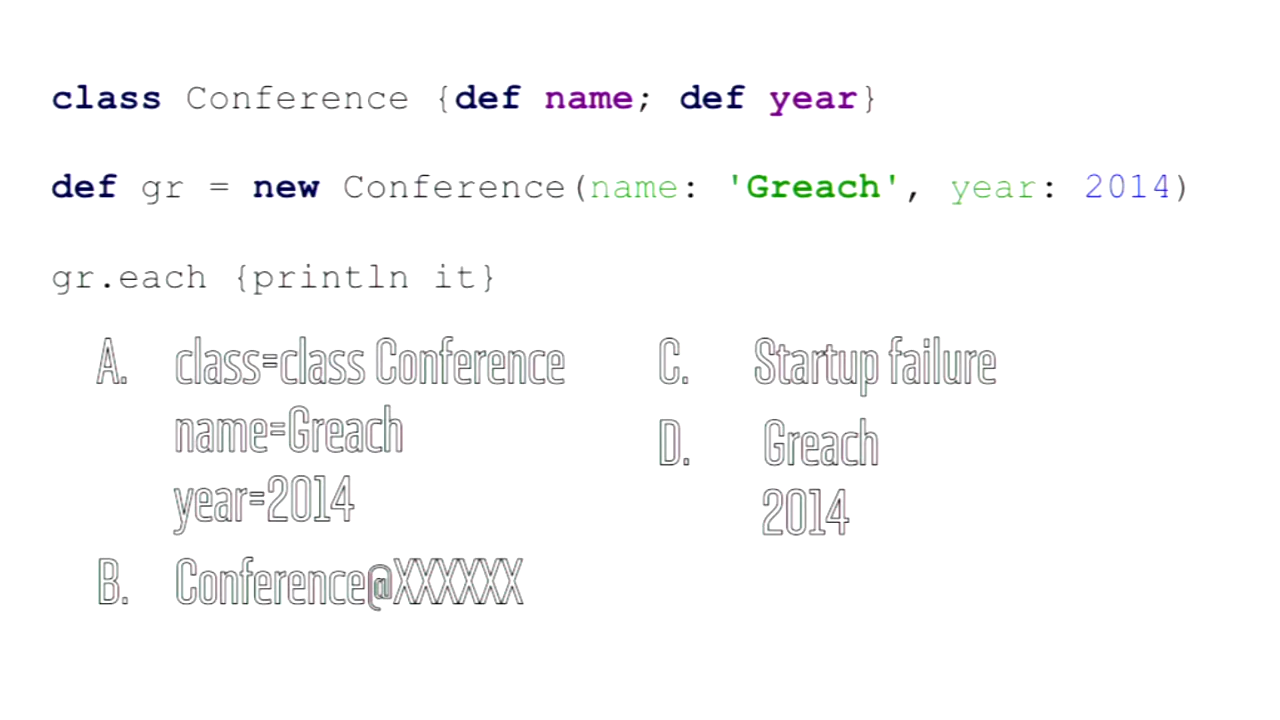 class Conference {def name; def year}
def gr = new Conference(name: 'Greach', year: 2014)
gr.each {println it}
A. class=class Conference
name=Greach
year=2014
B. Conference@XXXXXX
C. Startup failure
D. Greach
2014